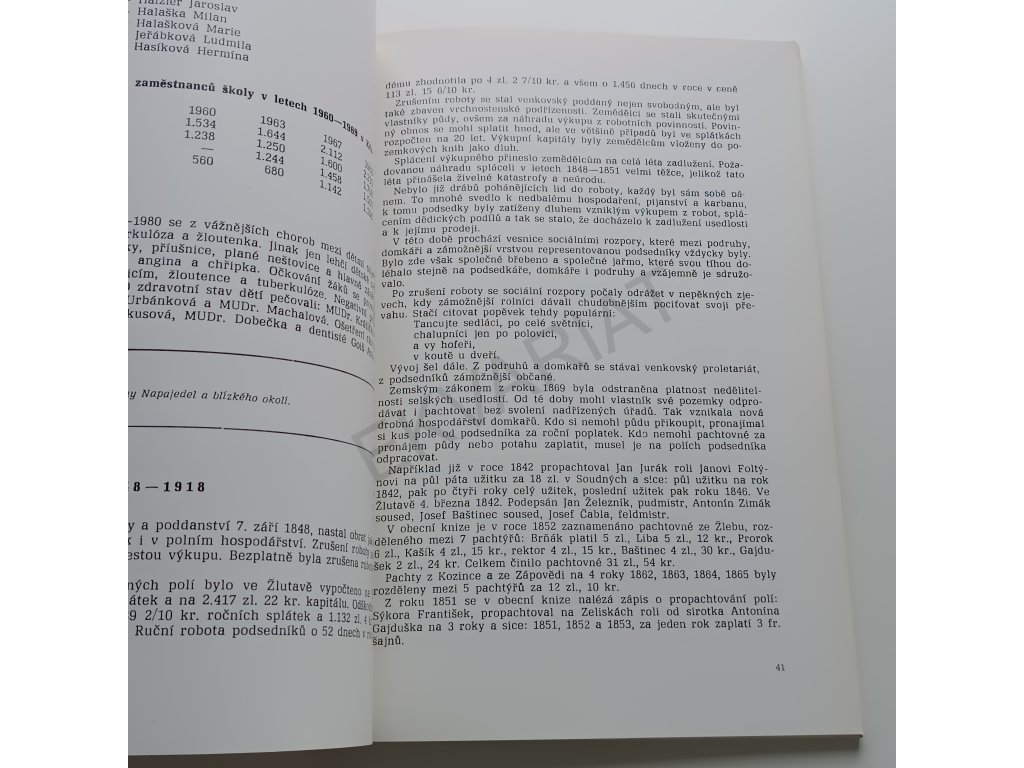 Haizler Jaroslav
Halaška Milan
Halašková Marie
Jeřábková Ludmila
Hasíková Hermína
zaměstnanců školy v letech 1960—1969 v Kčs
1960 1963 1967
1.534 1.644 2.112
1.238 1.250 1.600
— 1.244 1.458
560 680 1.142
—1980 se z vážnějších chorob mezi dětmi
berkulóza a žloutenka. Jinak jen lehčí dětské
ky, příušnice, plané neštovice a hlavně
angina a chřipka. Očkování žáků se
icím, žloutence a tuberkulóze. Negativní
o zdravotní stav dětí pečovali: MUDr.
Urbánková a MUDr. Machalová. Ošetření
kusová, MUDr. Dobečka a dentisté Goiš
ny Napajedel a blízkého okolí.
8—1918
y a poddanství 7. září 1848, nastal obrat
k i v polním hospodářství. Zrušení roboty
cestou výkupu. Bezplatně byla zrušena
ných polí bylo ve Žlutavě vypočteno na
látek a na 2.417 zl. 22 kr. kapitálu.
9 2/10 kr. ročních splátek a 1.132 zl. 4
Ruční robota podsedníků o 52 dnech v
dému zhodnotila po 4 zl. 2 7/10 kr. a všem o 1.456 dnech v roce v ceně
113 zl. 15 6/10 kr.
Zrušením roboty se stal venkovský poddaný nejen svobodným, ale byl
také zbaven vrchnostenské podřízenosti. Zemědělci se stali skutečnými
vlastníky půdy, ovšem za náhradu výkupu z robotních povinností. Povin-
ný obnos se mohl splatit hned, ale ve většině případů byl ve splátkách
rozpočten na 20 let. Výkupní kapitály byly zemědělcům vloženy do po-
zemkových knih jako dluh.
Splácení výkupného přineslo zemědělcům na celá léta zadlužení. Poža-
dovanou náhradu spláceli v letech 1848—1851 velmi těžce, jelikož tato
léta přinášela živelné katastrofy a neúrodu.
Nebylo již drábů pohánějících lid do roboty, každý byl sám sobě pá-
nem. To mnohé svedlo k nedbalému hospodaření, pijanství a karbanu,
k tomu podsedky byly zatíženy dluhem vzniklým výkupem z robot, splá-
cením dědických podílů a tak se stalo, že docházelo k zadlužení usedlosti
a k jejímu prodeji.
V této době prochází vesnice sociálními rozpory, které mezi podruhy,
domkáři a zámožnější vrstvou representovanou podsedníky vždycky byly.
Bylo zde však společné břebeno a společné jařmo, které svou tíhou do-
léhalo stejně na podsedkáře, domkáře i podruhy a vzájemně je sdružo-
valo.
Po zrušení roboty se sociální rozpory počaly odrážet v nepěkných zje-
vech, kdy zámožnější rolníci dávali chudobnějším pociťovat svoji pře-
vahu. Stačí citovat popěvek tehdy populární:
Tancujte sedláci, po celé světnici,
chalupníci jen po polovici,
a vy hofeři,
v koutě u dveří.
Vývoj šel dále. Z podruhů a domkařů se stával venkovský proletariát,
z podsedníků zámožnější občané.
Zemským zákonem z roku 1869 byla odstraněna platnost nedělitel-
nosti selských usedlostí. Od té doby mohl vlastník své pozemky odpro-
dávat i pachtovat bez svolení nadřízených úřadů. Tak vznikala nová
drobná hospodářství domkařů. Kdo si nemohl půdu přikoupit, pronajímal
si kus pole od podsedníka za roční poplatek. Kdo nemohl pachtovné za
pronájem půdy nebo potahu zaplatit, musel je na polích podsedníka
odpracovat.
Například již v roce 1842 propachtoval Jan Jurák roli Janovi Foltý-
novi na půl páta užitku za 18 zl. v Soudných a sice: půl užitku na rok
1842, pak po čtyři roky celý užitek, poslední užitek pak roku 1846. Ve
Žlutavě 4. března 1842. Podepsán Jan Železník, pudmistr, Antonín Zimák
soused, Josef Baštinec soused, Josef Čabla, feldmistr.
V obecní knize je v roce 1852 zaznamenáno pachtovné ze Žlebu, roz-
děleného mezi 7 pachtýřů: Brňák platil 5 zl., Liba 5 zl., 12 kr., Prorok
6 zl., Kašík 4 zl., 15 kr., rektor 4 zl., 15 kr., Baštinec 4 zl., 30 kr., Gajdu-
šek 2 zl., 24 kr. Celkem činilo pachtovné 31 zl., 54 kr.
Pachty z Kozince a ze Zápovědi na 4 roky 1862, 1863, 1864, 1865 byly
rozděleny mezi 5 pachtýřů za 12 zl., 10 kr.
Z roku 1851 se v obecní knize nalézá zápis o propachtování polí:
Sýkora František, propachtoval na Zeliskách roli od sirotka Antonína
Gajduška na 3 roky a sice: 1851, 1852 a 1853, za jeden rok zaplatí 3 fr.
šajnů.
41